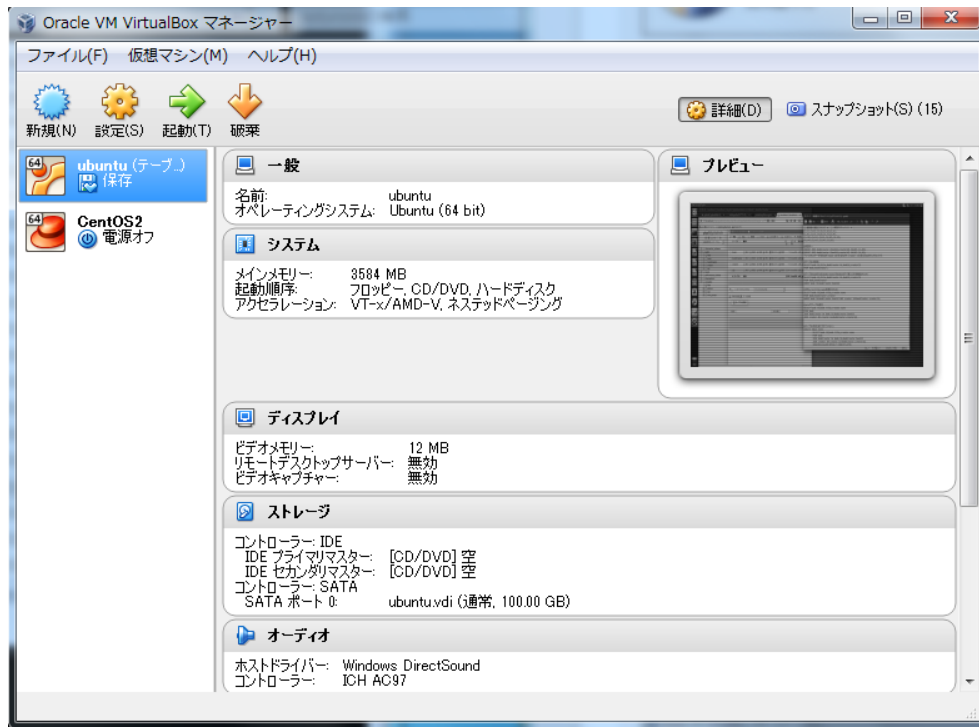 Oracle VM VirtualBox マネージャー
ファイル(F) 仮想マシン(M) ヘルプ(H)
新規(N) 設定(S) 起動(T) 破棄
詳細(D) スナップショット(S) (15)
64 ubuntu (テーブ...)
保存
64 CentOS2
電源オフ
一般
名前: ubuntu
オペレーティングシステム: Ubuntu (64 bit)
プレビュー
システム
メインメモリー: 3584 MB
起動順序: フロッピー, CD/DVD, ハードディスク
アクセラレーション: VT-x/AMD-V, ネステッドページング
ディスプレイ
ビデオメモリー: 12 MB
リモートデスクトップサーバー: 無効
ビデオキャプチャー: 無効
ストレージ
コントローラー: IDE
IDE プライマリマスター: [CD/DVD] 空
IDE セカンダリマスター: [CD/DVD] 空
コントローラー: SATA
SATA ポート 0: ubuntu.vdi (通常, 100.00 GB)
オーディオ
ホストドライバー: Windows DirectSound
コントローラー: ICH AC97